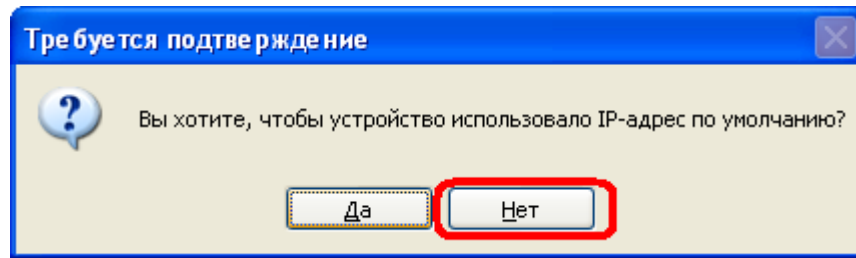 Требуется подтверждение
Вы хотите, чтобы устройство использовало IP-адрес по умолчанию?
Да
Нет